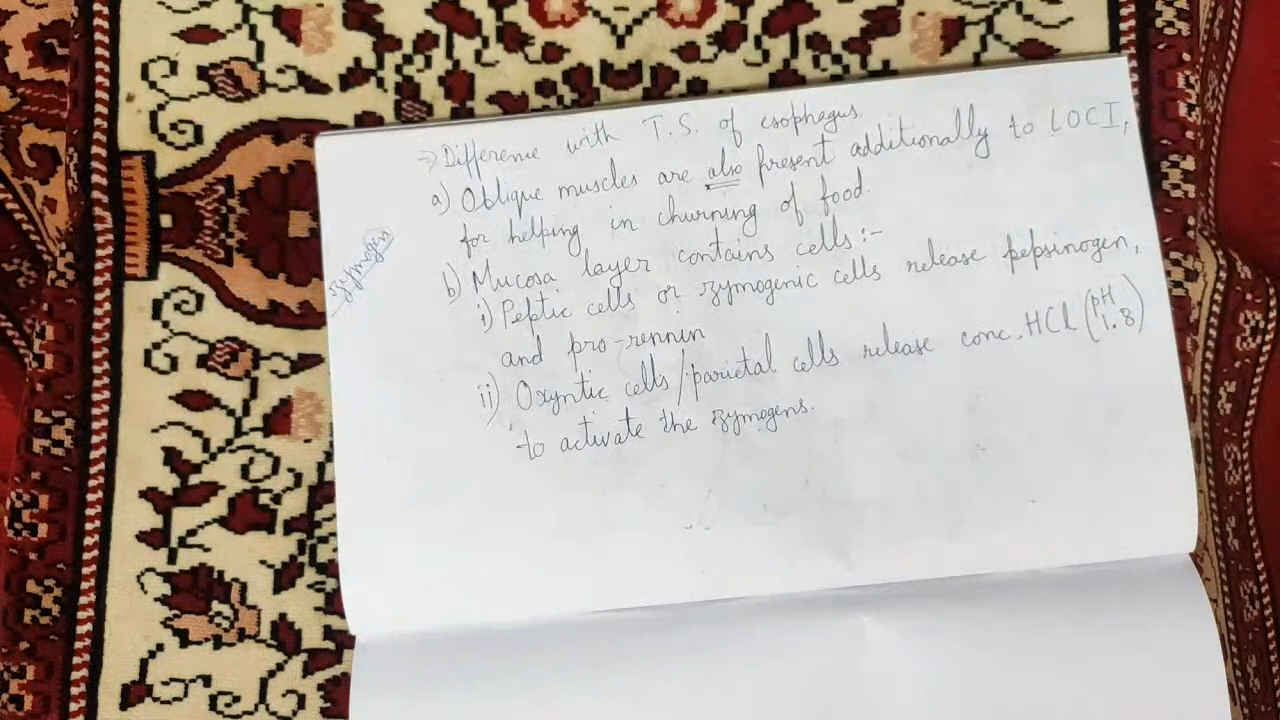 ⇒ Difference with T.S. of esophagus.
a) Oblique muscles are also present additionally to LOCI,
for helping in churning of food.
zymogen
b) Mucosa layer contains cells:-
i) Peptic cells or zymogenic cells release pepsinogen,
and pro-rennin
ii) Oxyntic cells/parietal cells release conc. HCl (pH 1.8)
to activate the zymogens.